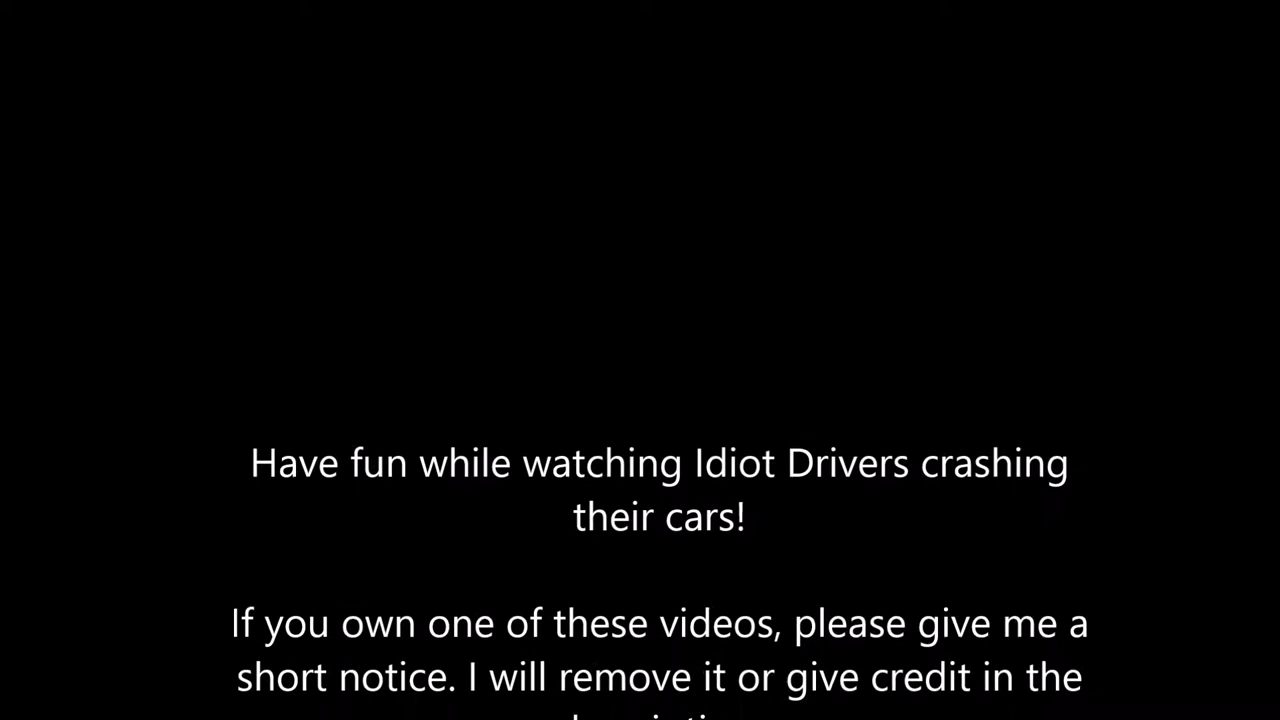 Have fun while watching Idiot Drivers crashing
their cars!
If you own one of these videos, please give me a
short notice. I will remove it or give credit in the